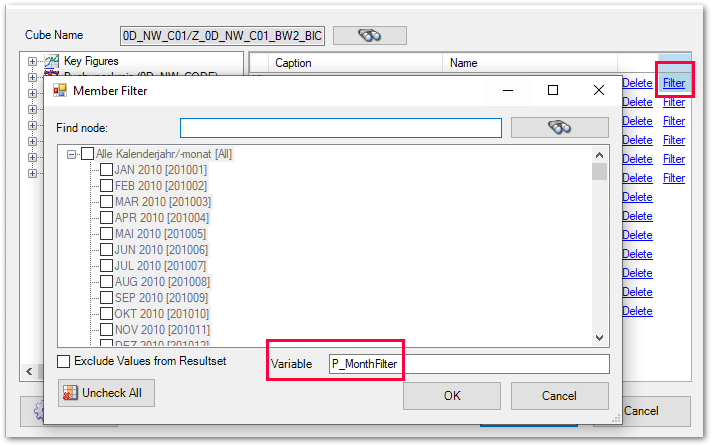 Cube Name 0D_NW_C01/Z_0D_NW_C01_BW2_BIC
Key Figures
Caption Name
Delete Filter
Member Filter
Filter
Find node:
Delete Filter
Alle Kalenderjahr/-monat [All]
Delete Filter
JAN 2010 [201001]
Delete Filter
FEB 2010 [201002]
MAR 2010 [201003]
Delete Filter
APR 2010 [201004]
Delete
MAI 2010 [201005]
Delete
JUN 2010 [201006]
Delete
JUL 2010 [201007]
Delete
AUG 2010 [201008]
Delete
SEP 2010 [201009]
Delete
OKT 2010 [201010]
Delete
NOV 2010 [201011]
DEZ 2010 [201012]
Exclude Values from Resultset
Variable P_MonthFilter
Uncheck All
OK
Cancel
Cancel